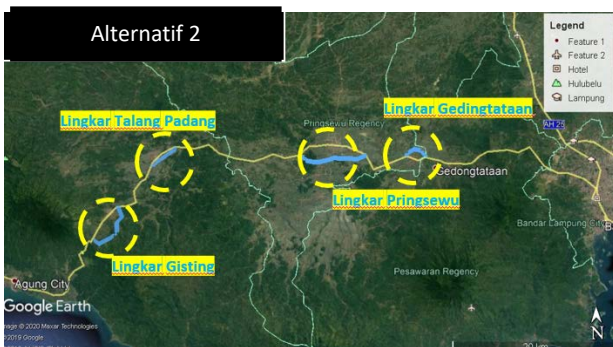 Alternatif 2
Legend
Feature 1
Feature 2
Hotel
Hulubelu
Lampung
Lingkar Gedingtataan
Lingkar Talang Padang
Pringsewu Regency
AH 25
Gedongtataan
Lingkar Pringsewu
Bandar Lampung City
Lingkar Gisting
Pesawaran Regency
Agung City
Google Earth
Image © 2020 Maxar Technologies
©2019 Google
20 km
N